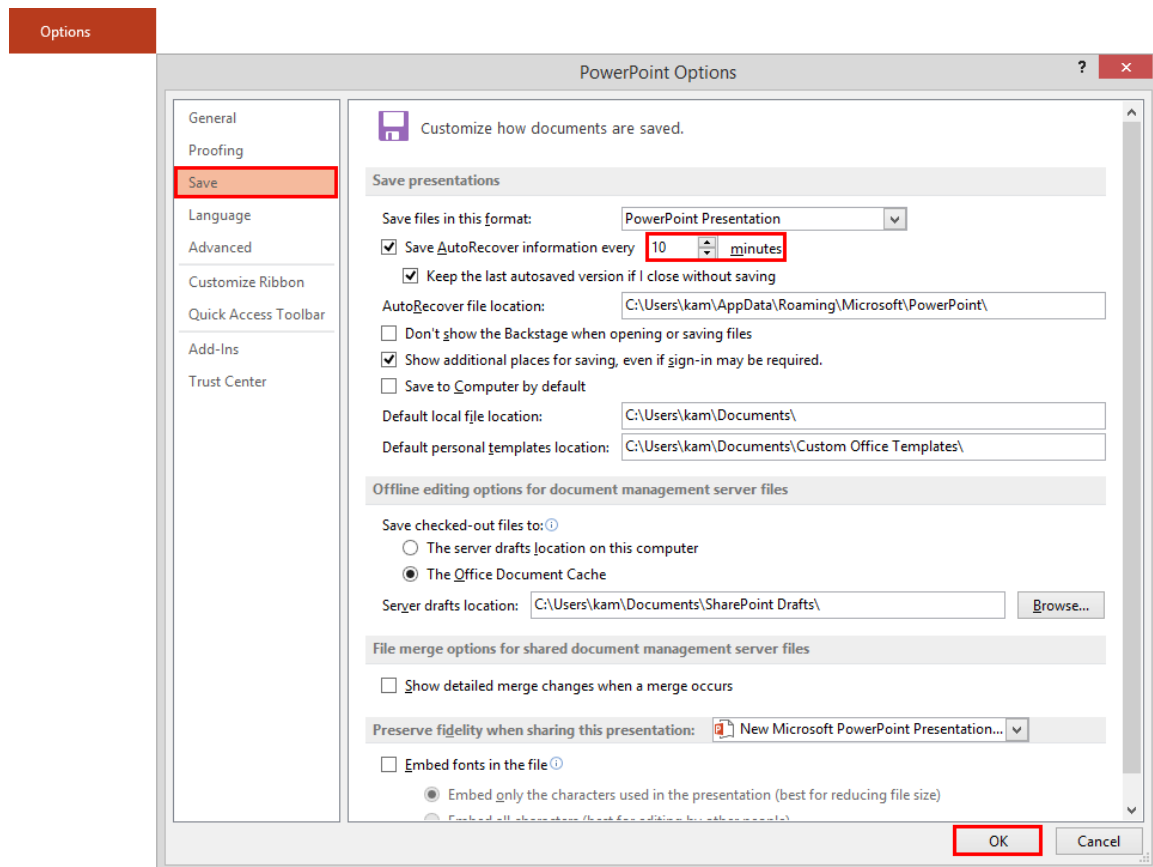 Options
PowerPoint Options
?
General
Proofing
Save
Language
Advanced
Customize Ribbon
Quick Access Toolbar
Add-Ins
Trust Center
Customize how documents are saved.
Save presentations
Save files in this format: PowerPoint Presentation
Save AutoRecover information every 10 minutes
Keep the last autosaved version if I close without saving
AutoRecover file location: C:\Users\kam\AppData\Roaming\Microsoft\PowerPoint\
Don't show the Backstage when opening or saving files
Show additional places for saving, even if sign-in may be required.
Save to Computer by default
Default local file location: C:\Users\kam\Documents\
Default personal templates location: C:\Users\kam\Documents\Custom Office Templates\
Offline editing options for document management server files
Save checked-out files to:
The server drafts location on this computer
The Office Document Cache
Server drafts location: C:\Users\kam\Documents\SharePoint Drafts\ Browse...
File merge options for shared document management server files
Show detailed merge changes when a merge occurs
Preserve fidelity when sharing this presentation: New Microsoft PowerPoint Presentation...
Embed fonts in the file
Embed only the characters used in the presentation (best for reducing file size)
Embed all characters (best for editing by other people)
OK Cancel